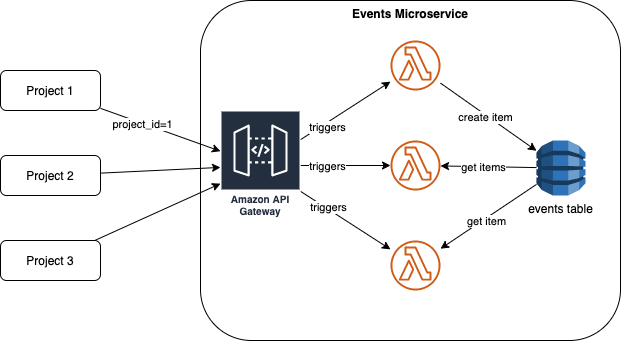 Events Microservice
Project 1
project_id=1
Project 2
Project 3
</>
Amazon API
Gateway
triggers
triggers
triggers
create item
get items
get item
events table